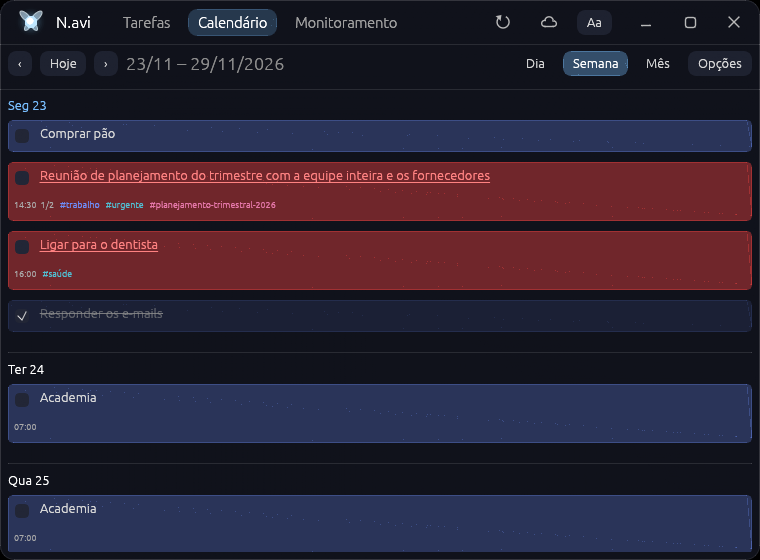 N.avi Tarefas Calendário Monitoramento Aa
‹ Hoje › 23/11 – 29/11/2026 Dia Semana Mês Opções
Seg 23
Comprar pão
Reunião de planejamento do trimestre com a equipe inteira e os fornecedores
14:30 1/2 #trabalho #urgente #planejamento-trimestral-2026
Ligar para o dentista
16:00 #saúde
Responder os e-mails
Ter 24
Academia
07:00
Qua 25
Academia
07:00